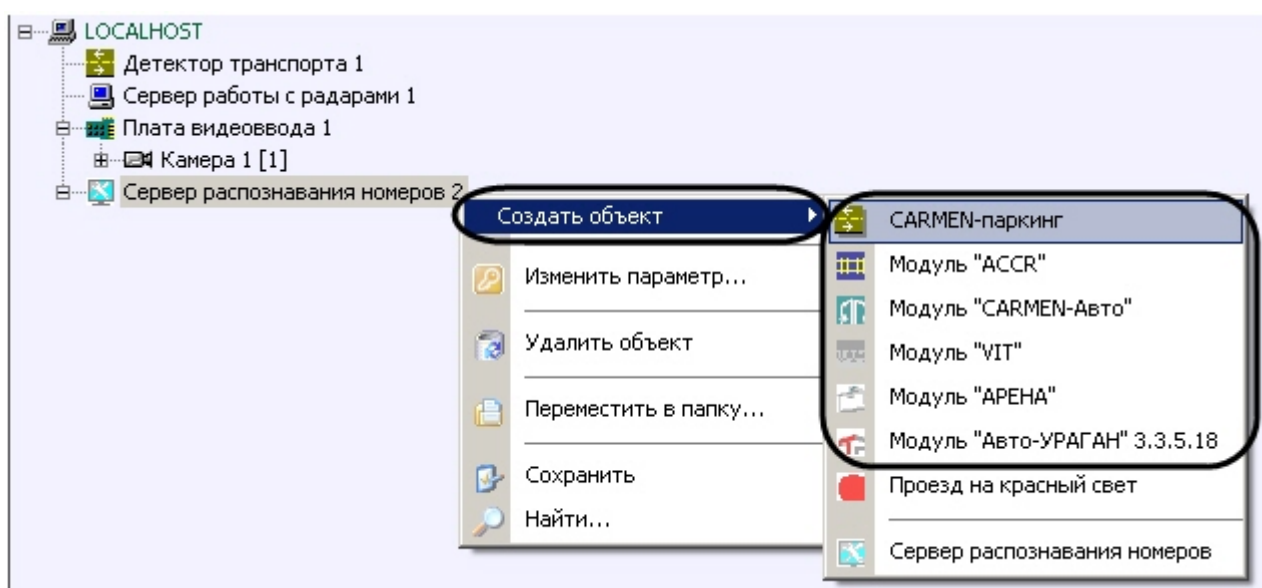 LOCALHOST
Детектор транспорта 1
Сервер работы с радарами 1
Плата видеоввода 1
Камера 1 [1]
Сервер распознавания номеров 2
Создать объект
Изменить параметр...
Удалить объект
Переместить в папку...
Сохранить
Найти...
CARMEN-паркинг
Модуль "ACCR"
Модуль "CARMEN-Авто"
Модуль "VIT"
Модуль "АРЕНА"
Модуль "Авто-УРАГАН" 3.3.5.18
Проезд на красный свет
Сервер распознавания номеров